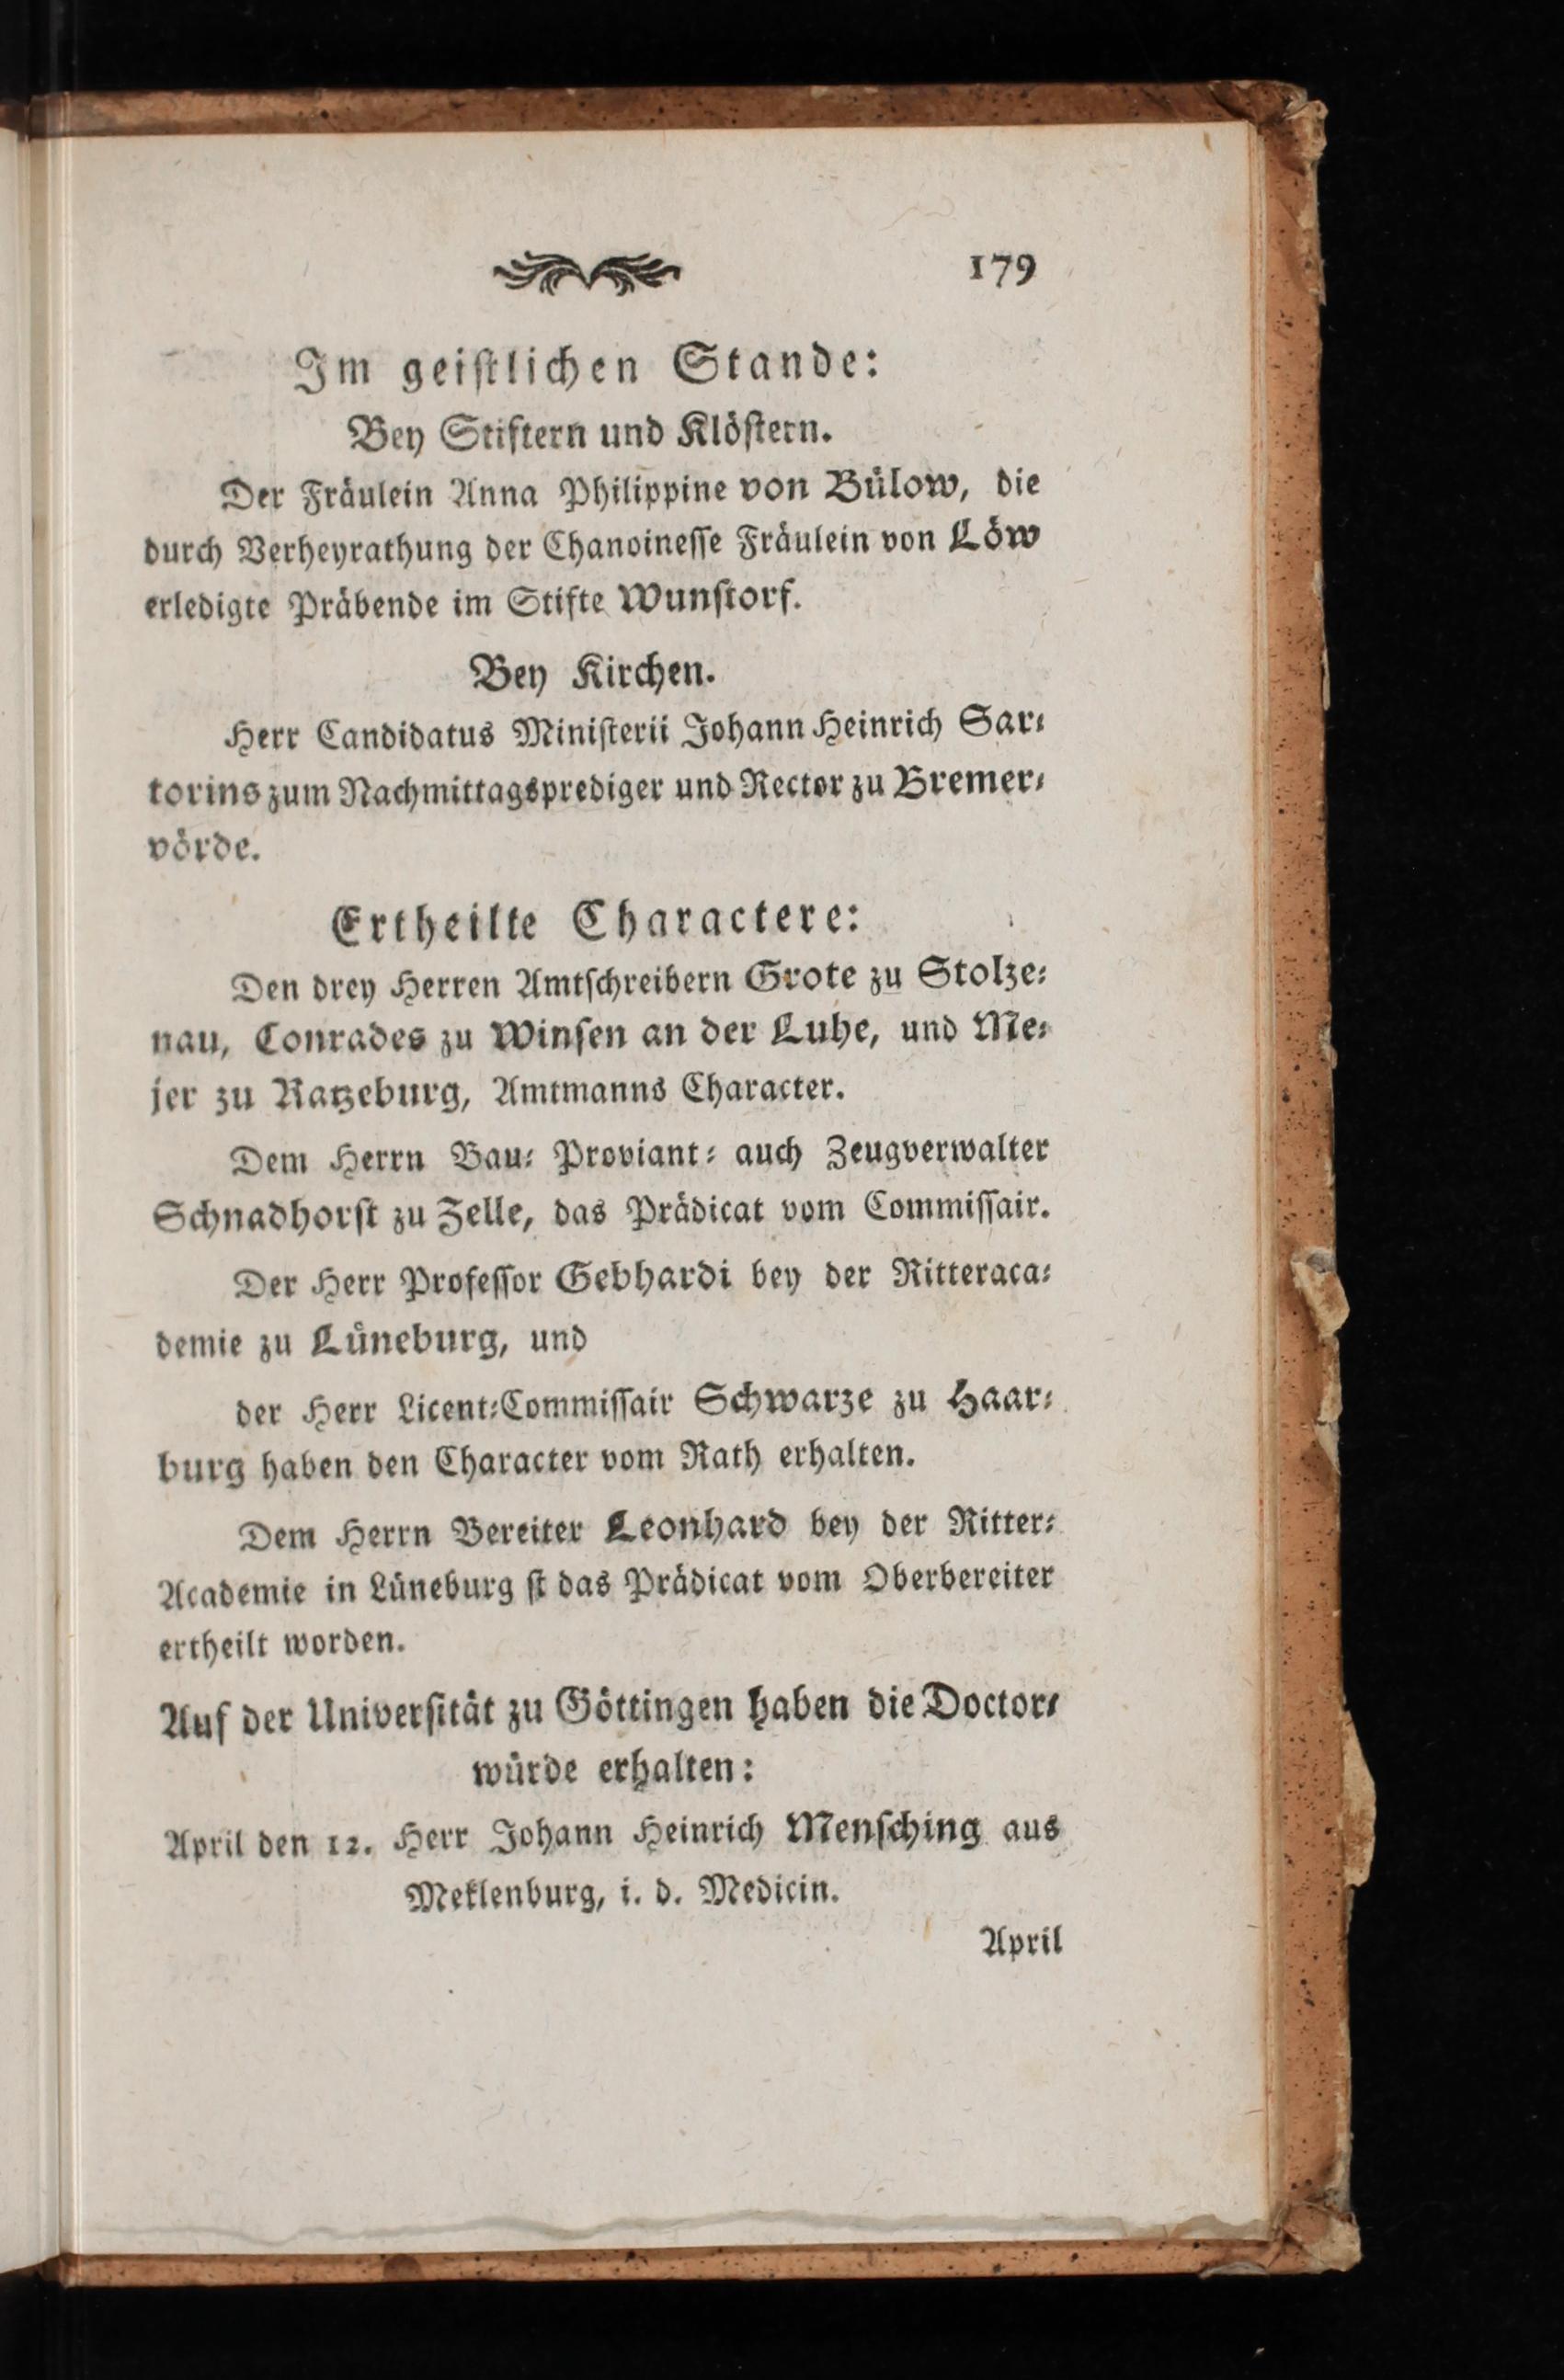 179
Im geistlichen Stande:
Bey Stiftern und Klöstern.
Der Fräulein Anna Philippine von Bülow, die
durch Verheyrathung der Chanoinesse Fräulein von Löw
erledigte Präbende im Stifte Wunstorf.
Bey Kirchen.
Herr Candidatus Ministerii Johann Heinrich Sar-
torins zum Nachmittagsprediger und Rector zu Bremer-
vörde.
Ertheilte Charactere:
Den drey Herren Amtschreibern Grote zu Stolze-
nau, Conrades zu Winsen an der Luhe, und Me-
jer zu Ratzeburg, Amtmanns Character.
Dem Herrn Bau- Proviant- auch Zeugverwalter
Schnadhorst zu Zelle, das Prädicat vom Commissair.
Der Herr Professor Gebhardi bey der Ritteraca-
demie zu Lüneburg, und
der Herr Licent-Commissair Schwarze zu Haar-
burg haben den Character vom Rath erhalten.
Dem Herrn Bereiter Leonhard bey der Ritter-
Academie in Lüneburg st das Prädicat vom Oberbereiter
ertheilt worden.
Auf der Universität zu Göttingen haben die Doctor-
würde erhalten:
April den 12. Herr Johann Heinrich Mensching aus
Meklenburg, i. d. Medicin.
April